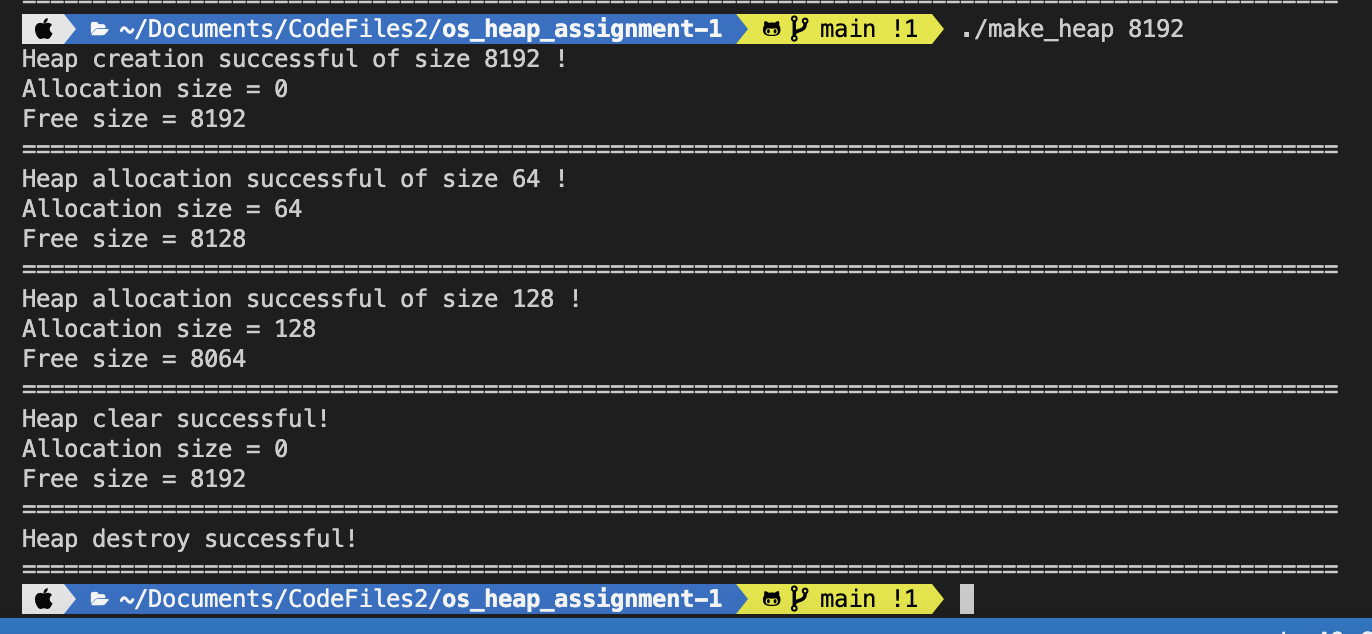 ================================================================================================
~/Documents/CodeFiles2/os_heap_assignment-1 main !1 ./make_heap 8192
Heap creation successful of size 8192 !
Allocation size = 0
Free size = 8192
================================================================================================
Heap allocation successful of size 64 !
Allocation size = 64
Free size = 8128
================================================================================================
Heap allocation successful of size 128 !
Allocation size = 128
Free size = 8064
================================================================================================
Heap clear successful!
Allocation size = 0
Free size = 8192
================================================================================================
Heap destroy successful!
================================================================================================
~/Documents/CodeFiles2/os_heap_assignment-1 main !1